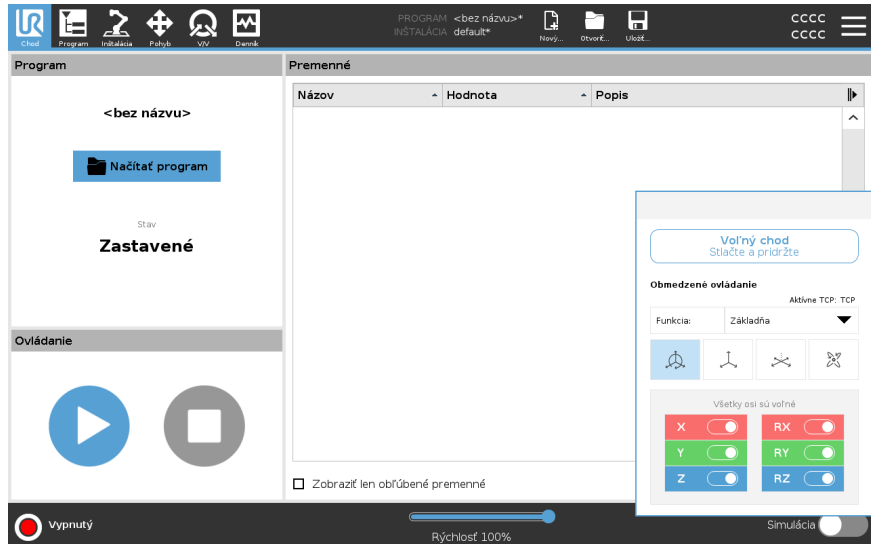 UR
PROGRAM <bez názvu>*
INŠTALÁCIA default*
cccc
cccc
Chod Program Inštalácia Pohyb V/V Denník Nový... Otvoriť... Uložiť...
Program
Premenné
Názov Hodnota Popis
<bez názvu>
Načítať program
Stav
Zastavené
Voľný chod
Stlačte a pridržte
Obmedzené ovládanie
Aktívne TCP: TCP
Funkcia: Základňa
Ovládanie
Všetky osi sú voľné
X RX
Y RY
Z RZ
Zobraziť len obľúbené premenné
Vypnutý
Rýchlosť 100%
Simulácia